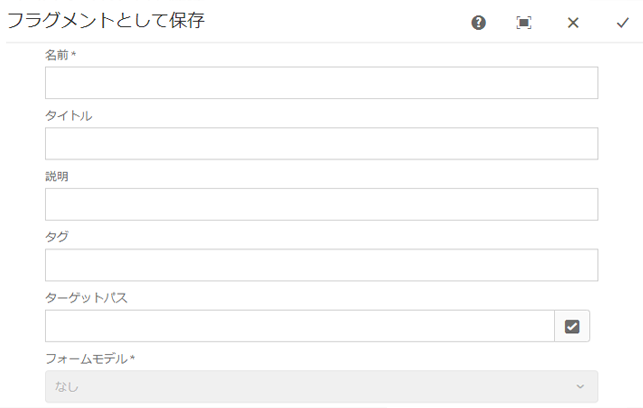 フラグメントとして保存
名前 *
タイトル
説明
タグ
ターゲットパス
フォームモデル *
なし